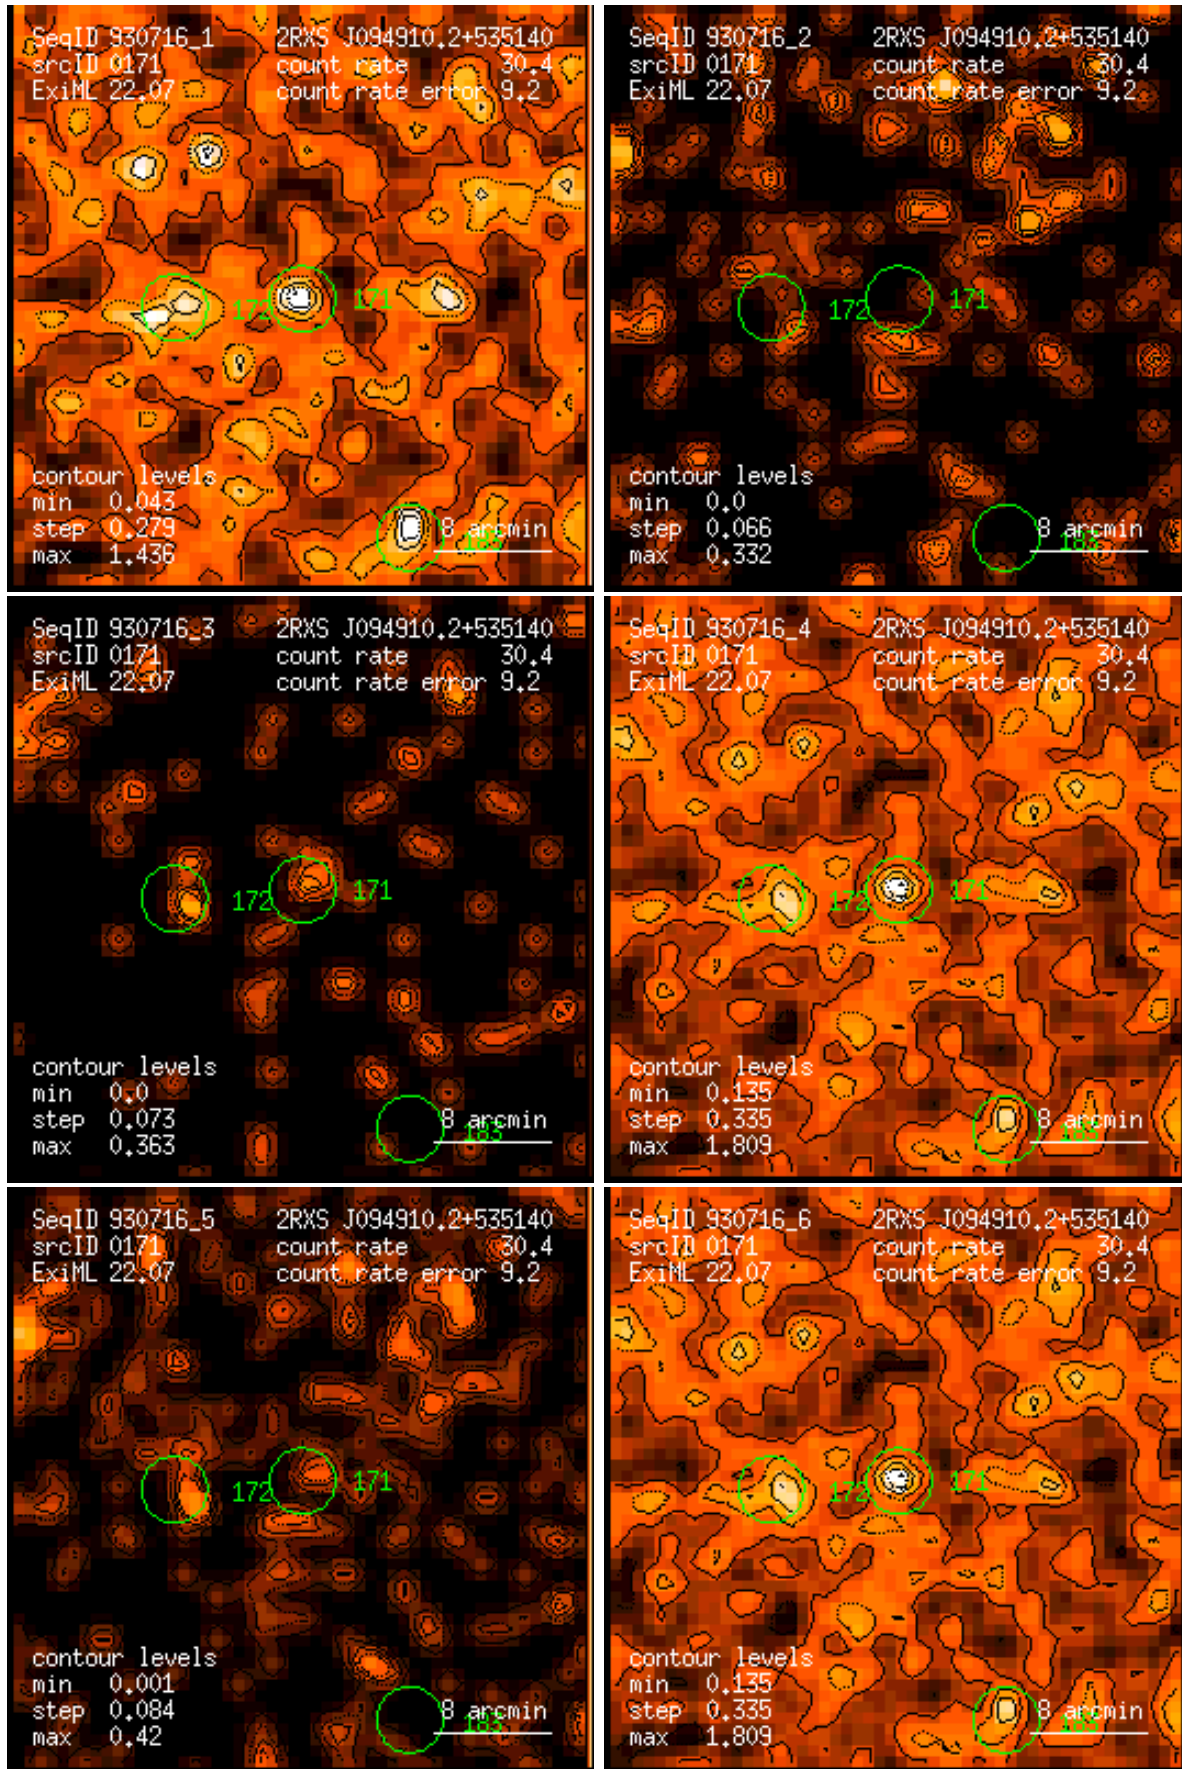 SeqID 930716_1 2RXS J094910.2+535140
srcID 0171 count rate 30.4
ExiML 22.07 count rate error 9.2
172 171
contour levels
min 0.043
step 0.279 8 arcmin
183
max 1.436
SeqID 930716_2 2RXS J094910.2+535140
srcID 0171 count rate 30.4
ExiML 22.07 count rate error 9.2
172 171
contour levels
min 0.0
step 0.066 8 arcmin
183
max 0.332
SeqID 930716_3 2RXS J094910.2+535140
srcID 0171 count rate 30.4
ExiML 22.07 count rate error 9.2
172 171
contour levels
min 0.0
step 0.073 8 arcmin
183
max 0.363
SeqID 930716_4 2RXS J094910.2+535140
srcID 0171 count rate 30.4
ExiML 22.07 count rate error 9.2
172 171
contour levels
min 0.135
step 0.335 8 arcmin
183
max 1.809
SeqID 930716_5 2RXS J094910.2+535140
srcID 0171 count rate 30.4
ExiML 22.07 count rate error 9.2
172 171
contour levels
min 0.001
step 0.084 8 arcmin
183
max 0.42
SeqID 930716_6 2RXS J094910.2+535140
srcID 0171 count rate 30.4
ExiML 22.07 count rate error 9.2
172 171
contour levels
min 0.135
step 0.335 8 arcmin
183
max 1.809